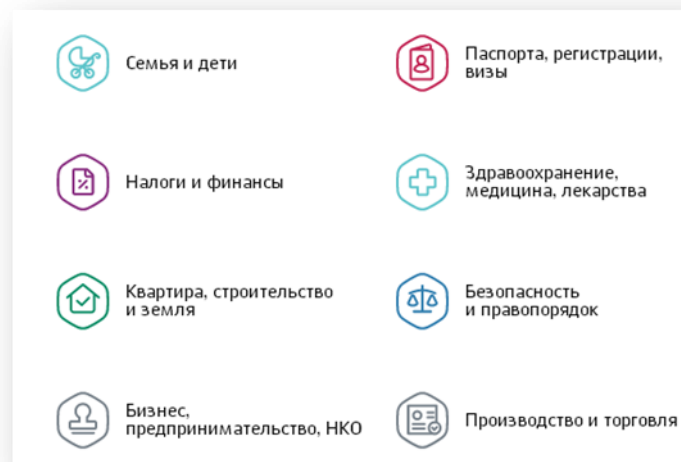 Семья и дети
Паспорта, регистрации,
визы
Налоги и финансы
Здравоохранение,
медицина, лекарства
Квартира, строительство
и земля
Безопасность
и правопорядок
Бизнес,
предпринимательство, НКО
Производство и торговля